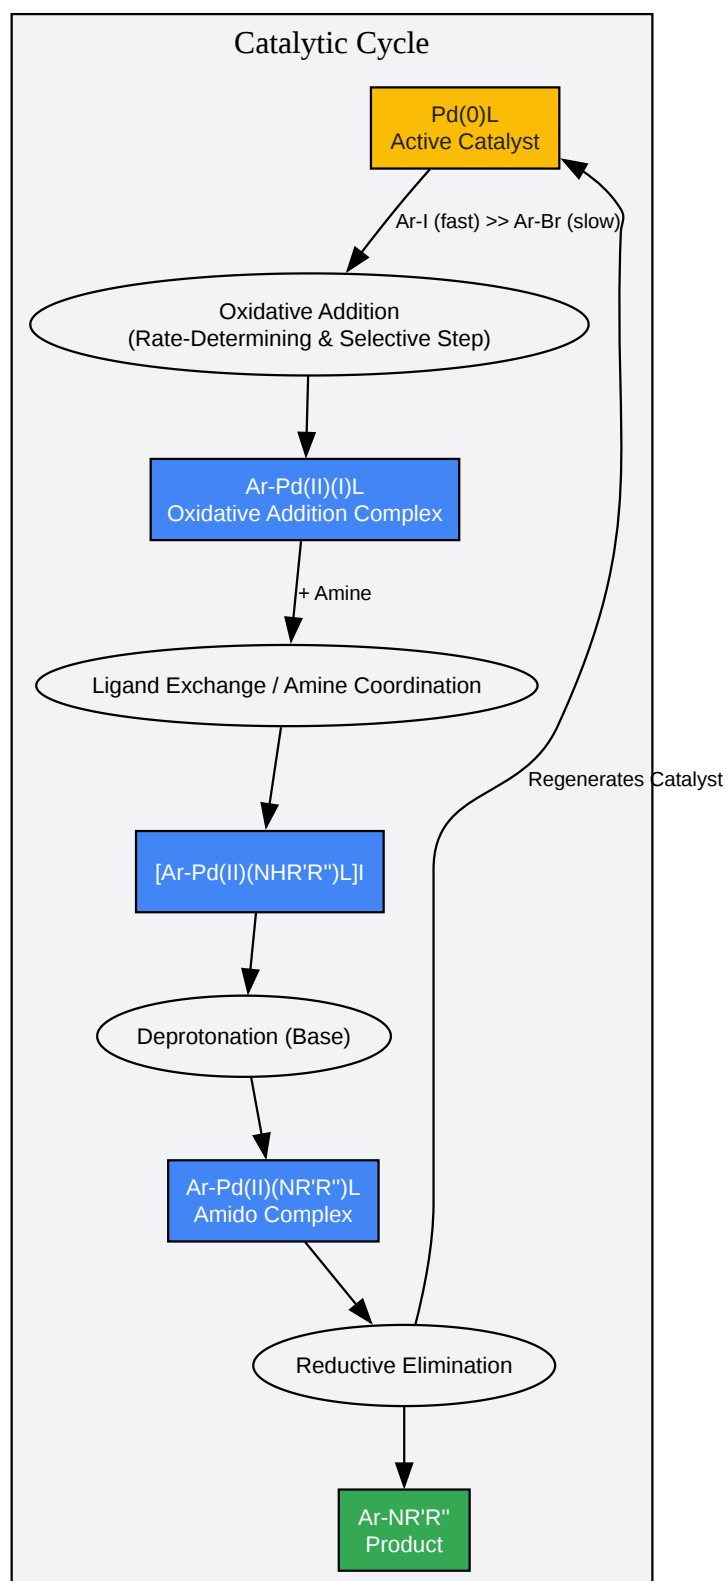 Catalytic Cycle
Pd(0)L
Active Catalyst
Ar-I (fast) >> Ar-Br (slow)
Oxidative Addition
(Rate-Determining & Selective Step)
Ar-Pd(II)(I)L
Oxidative Addition Complex
+ Amine
Ligand Exchange / Amine Coordination
Regenerates Catalyst
[Ar-Pd(II)(NHR'R'')L]I
Deprotonation (Base)
Ar-Pd(II)(NR'R'')L
Amido Complex
Reductive Elimination
Ar-NR'R''
Product